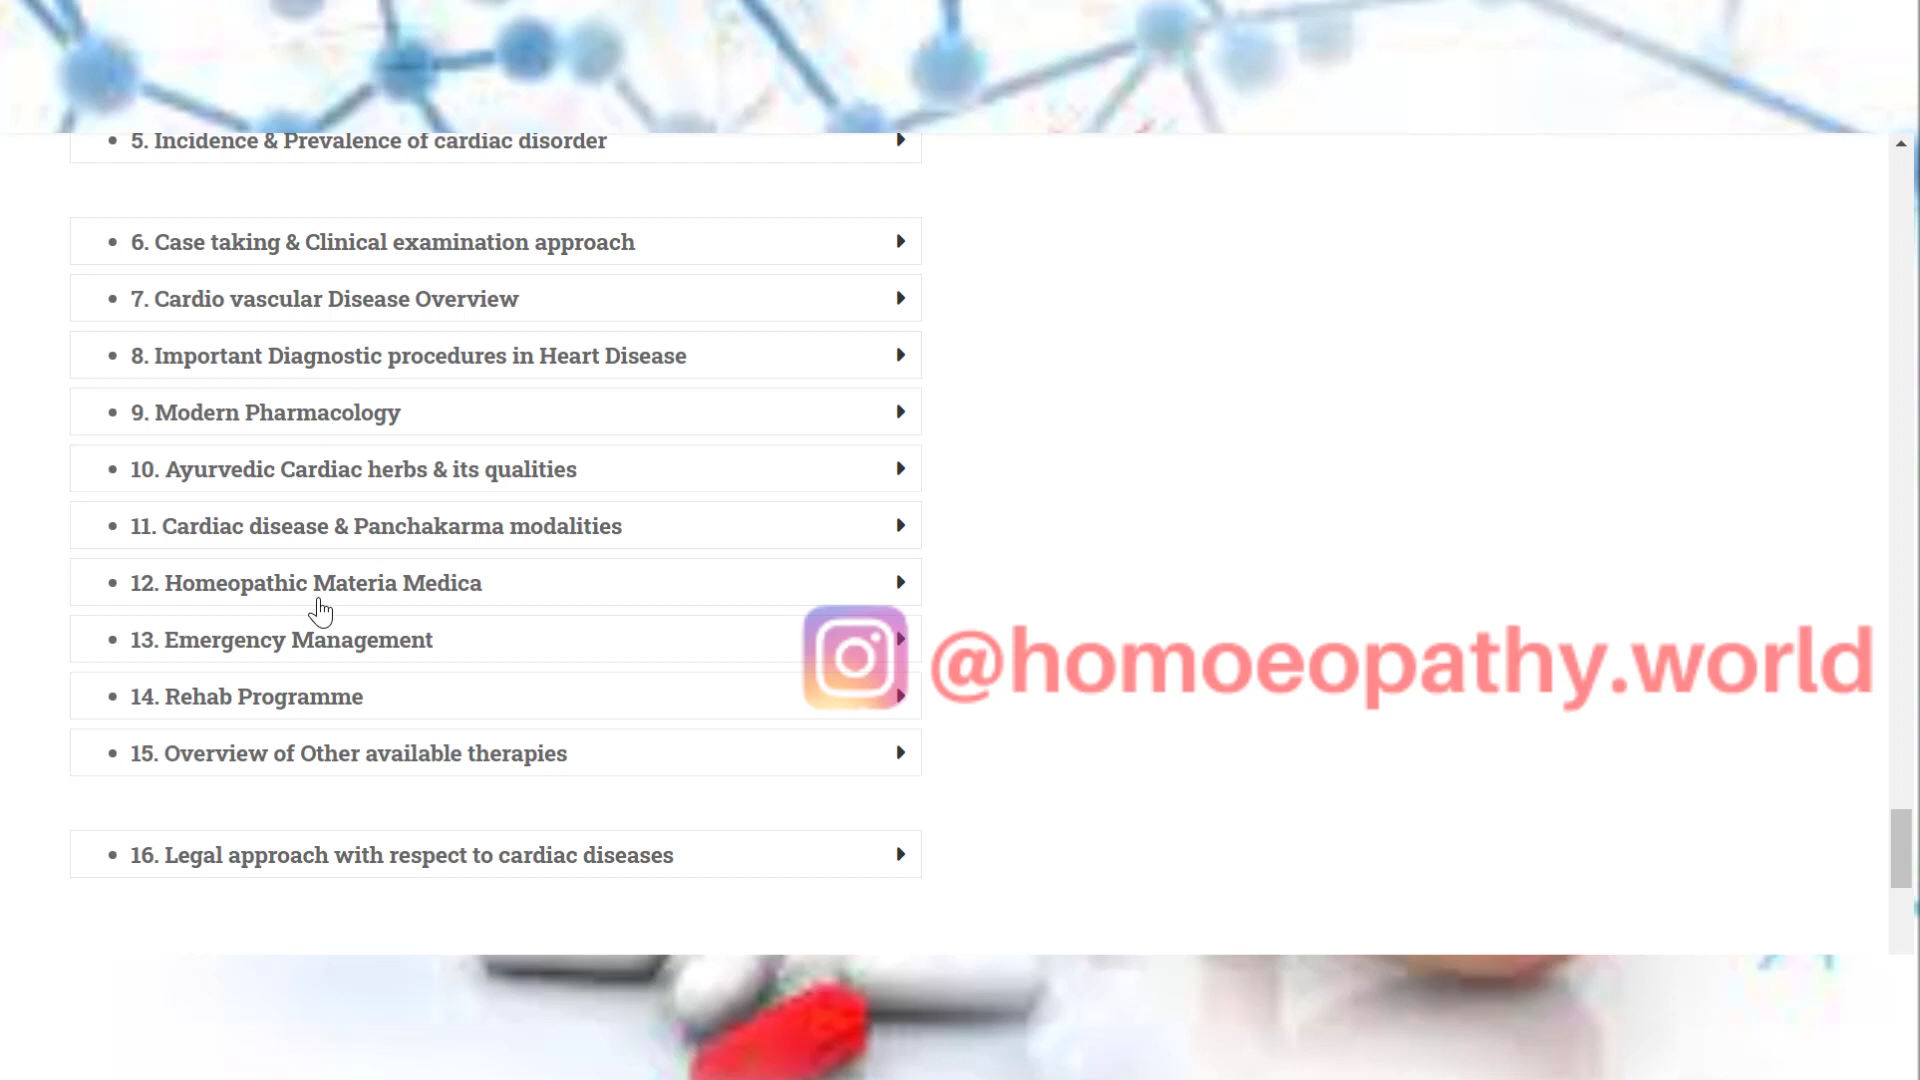 5. Incidence & Prevalence of cardiac disorder
6. Case taking & Clinical examination approach
7. Cardio vascular Disease Overview
8. Important Diagnostic procedures in Heart Disease
9. Modern Pharmacology
10. Ayurvedic Cardiac herbs & its qualities
11. Cardiac disease & Panchakarma modalities
12. Homeopathic Materia Medica
13. Emergency Management
@homoeopathy.world
14. Rehab Programme
15. Overview of Other available therapies
16. Legal approach with respect to cardiac diseases